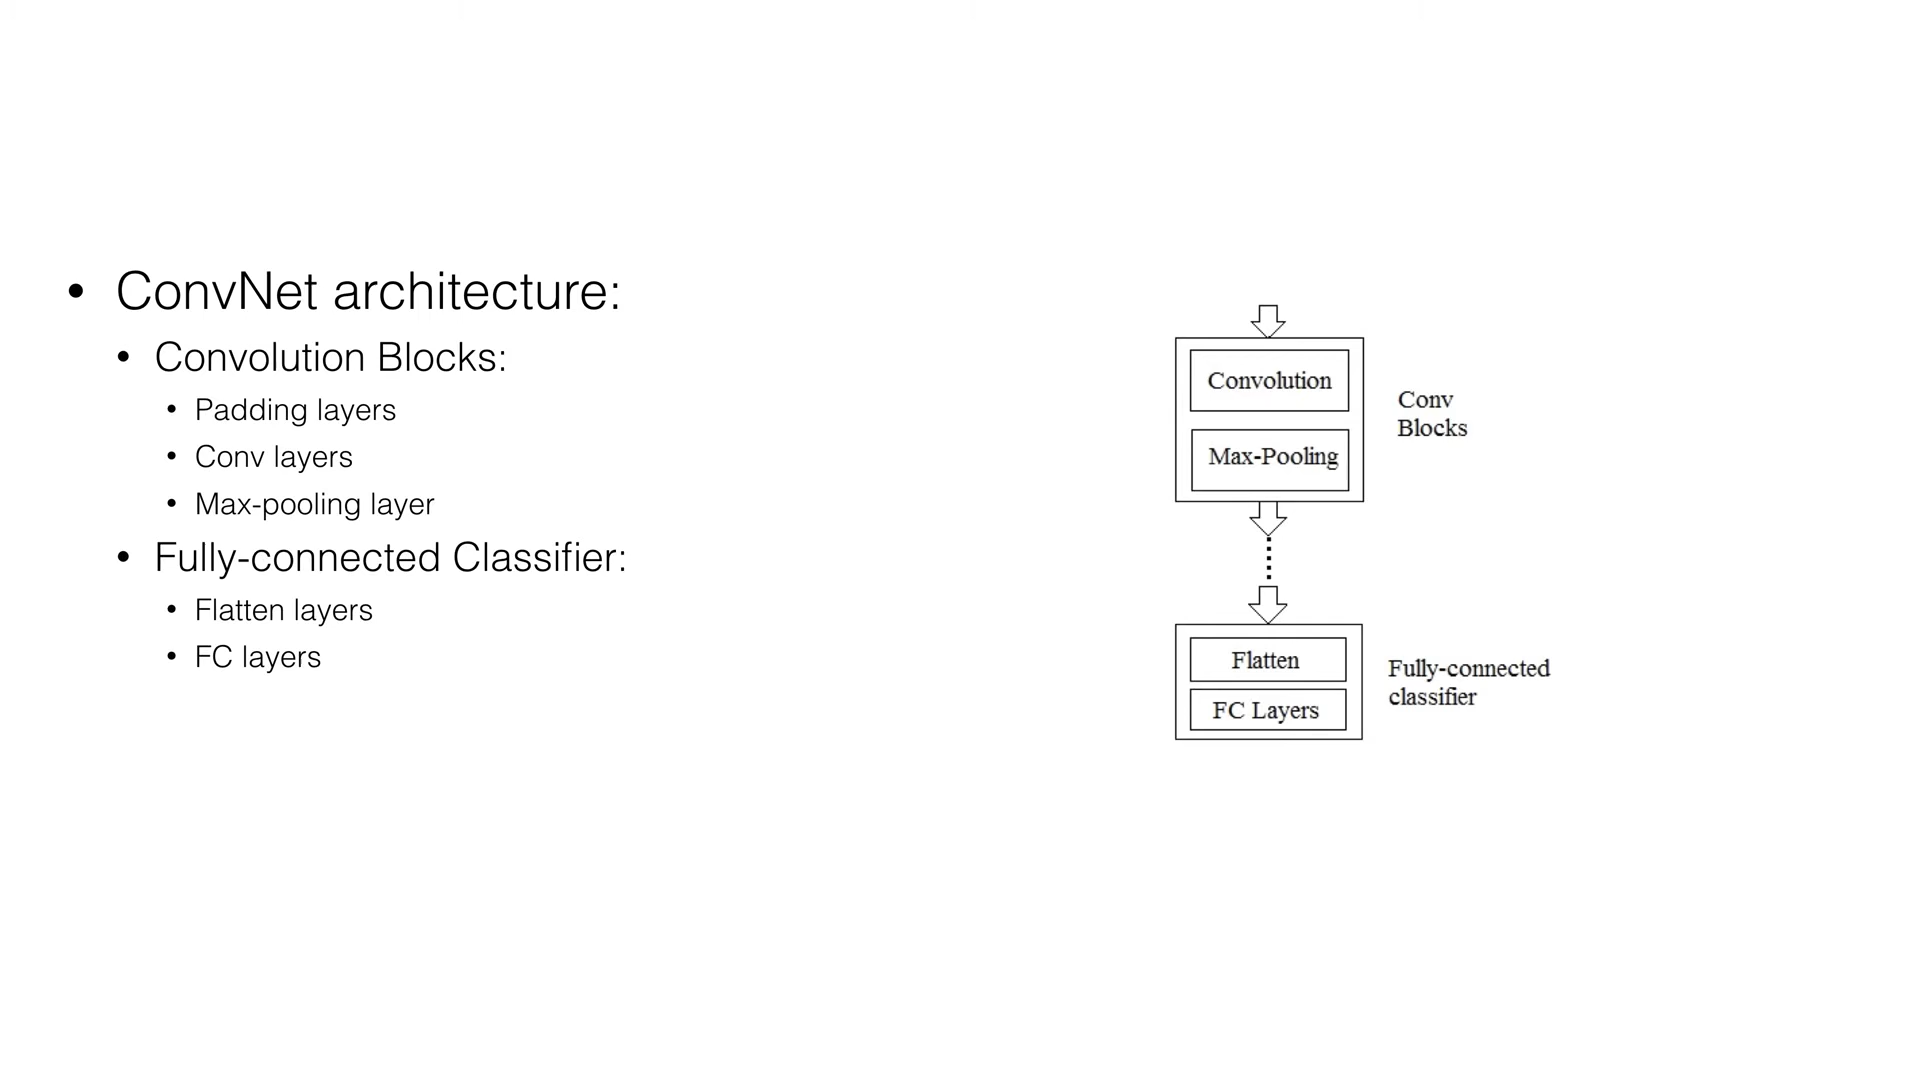 • ConvNet architecture:
• Convolution Blocks:
• Padding layers
• Conv layers
• Max-pooling layer
• Fully-connected Classifier:
• Flatten layers
• FC layers
Convolution
Max-Pooling
Conv
Blocks
Flatten
FC Layers
Fully-connected
classifier